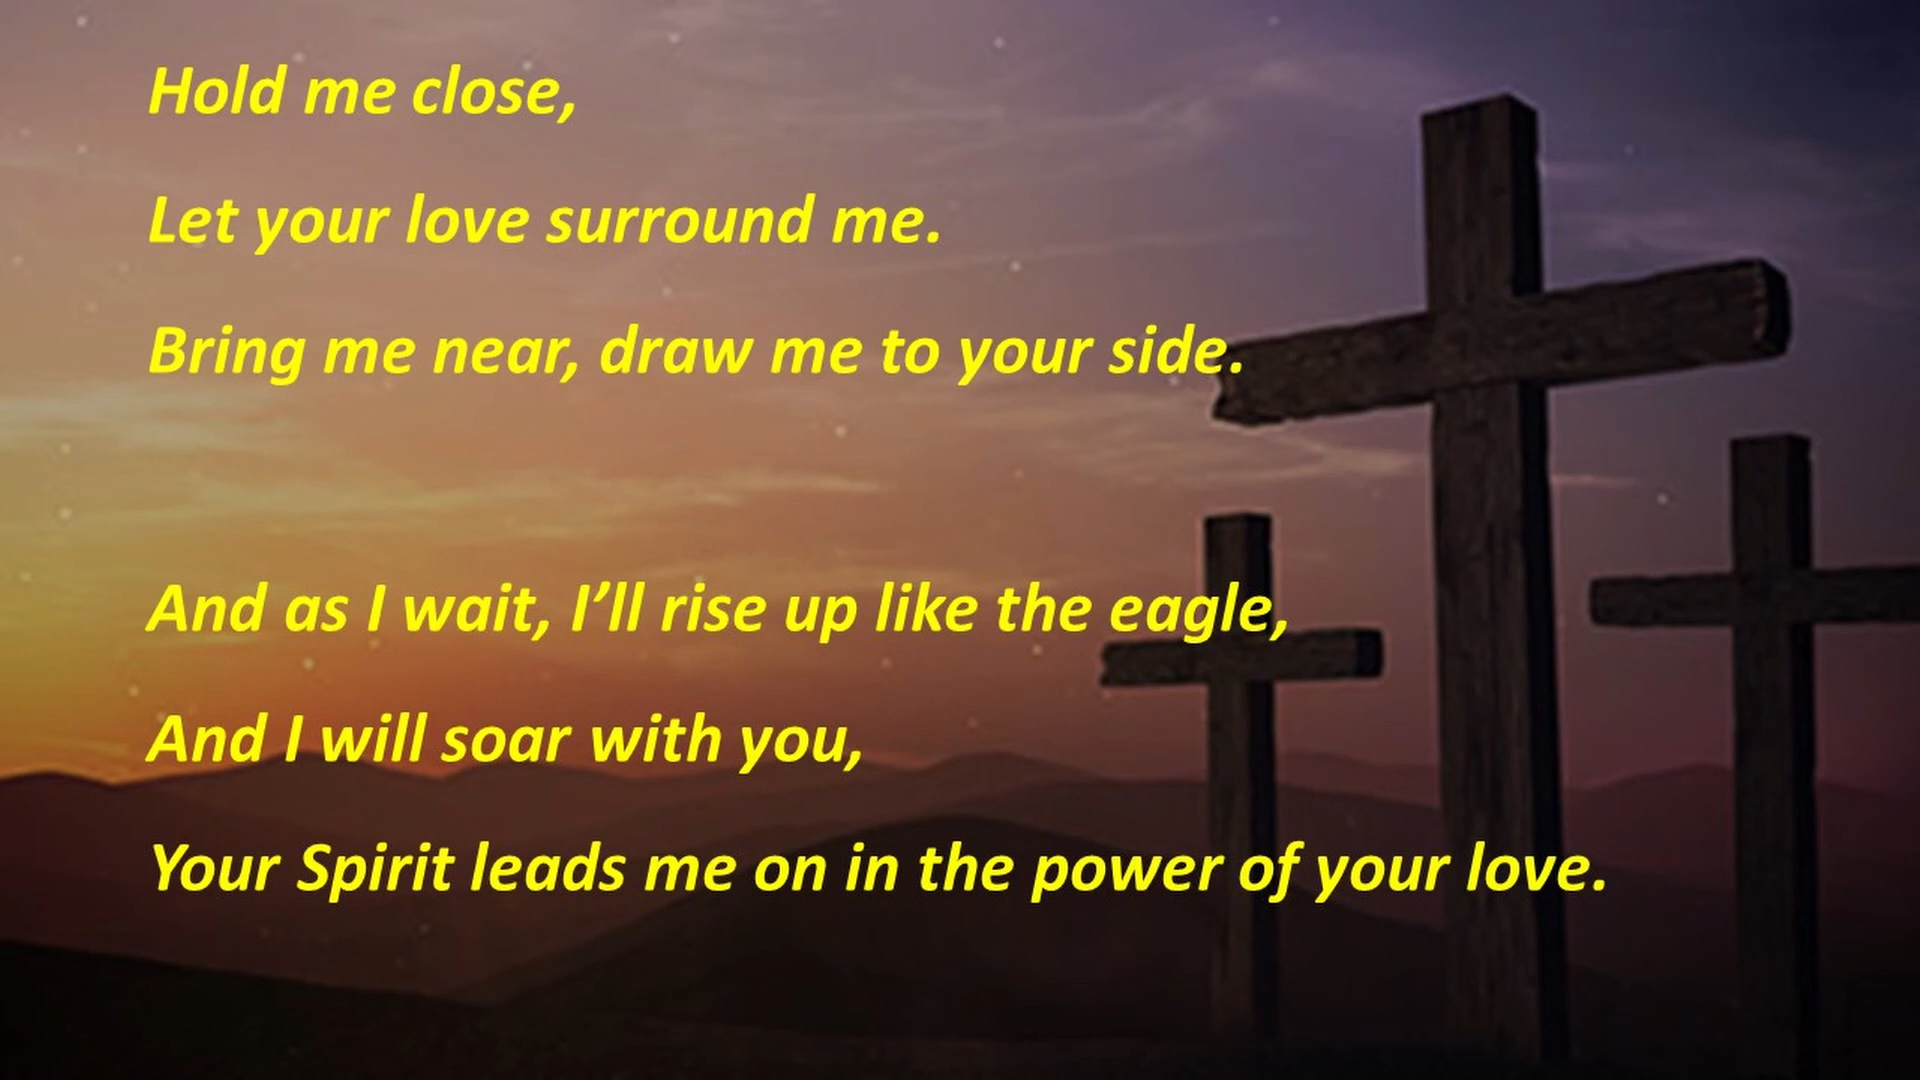 Hold me close,
Let your love surround me.
Bring me near, draw me to your side.
And as I wait, I’ll rise up like the eagle,
And I will soar with you,
Your Spirit leads me on in the power of your love.